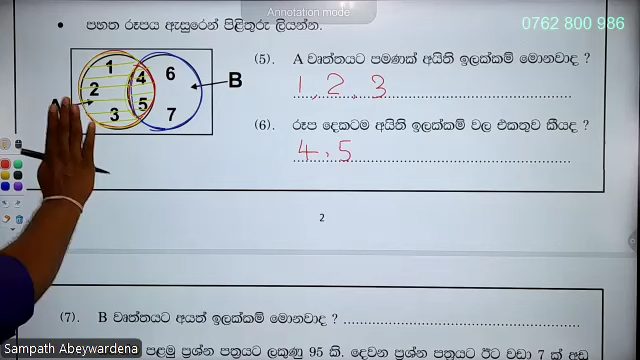 Annotation mode
0762 800 986
• පහත රූපය ඇසුරෙන් පිළිතුරු ලියන්න.
(5). A වෘත්තයට පමණක් අයිති ඉලක්කම් මොනවාද ?
1, 2, 3
1
2
3
4
5
6
7
A
B
(6). රූප දෙකටම අයිති ඉලක්කම් වල එකතුව කීයද ?
4, 5
2
(7). B වෘත්තයට අයත් ඉලක්කම් මොනවාද ?
Sampath Abeywardena
පළමු ප්‍රශ්න පත්‍රයට ලකුණු 95 කි. දෙවන ප්‍රශ්න පත්‍රයට ඊට වඩා 7 ක් අඩු